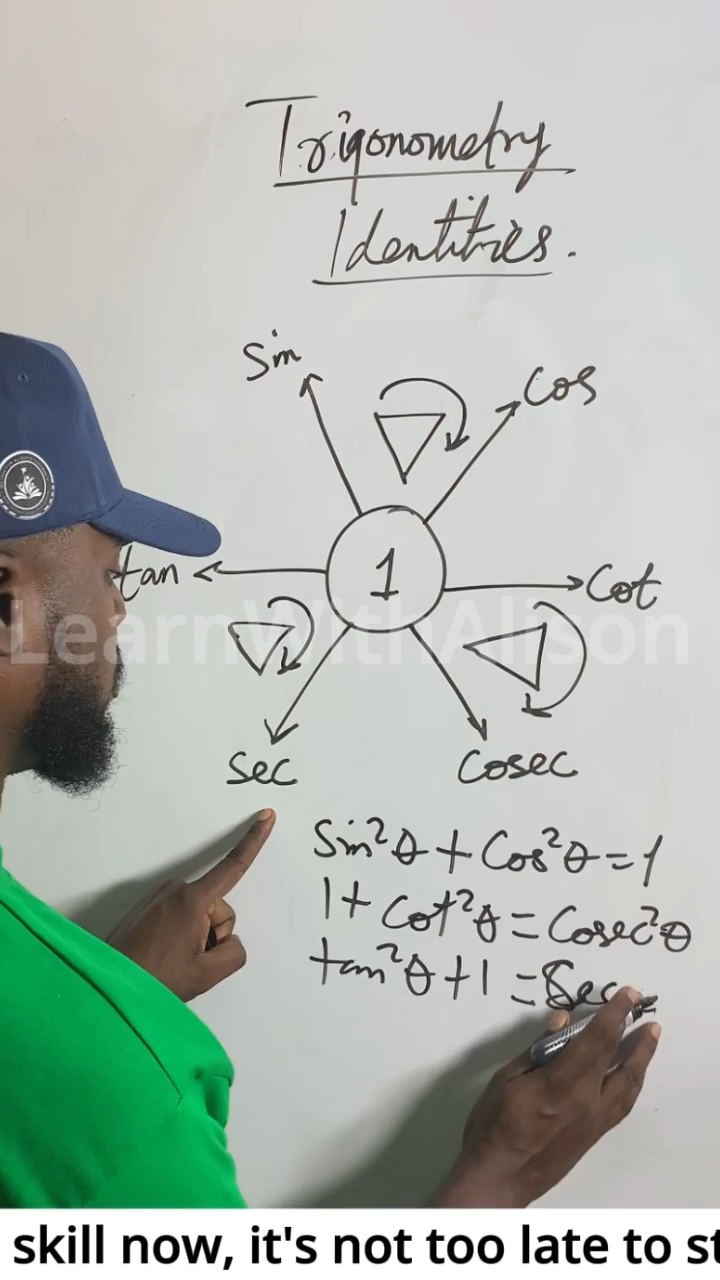 Trigonometry
Identities.
Sin
Cos
tan
1
Cot
LearnWithAlison
Sec
Cosec
Sin²θ + Cos²θ = 1
1 + Cot²θ = Cosec²θ
tan²θ + 1 = Sec
skill now, it's not too late to st